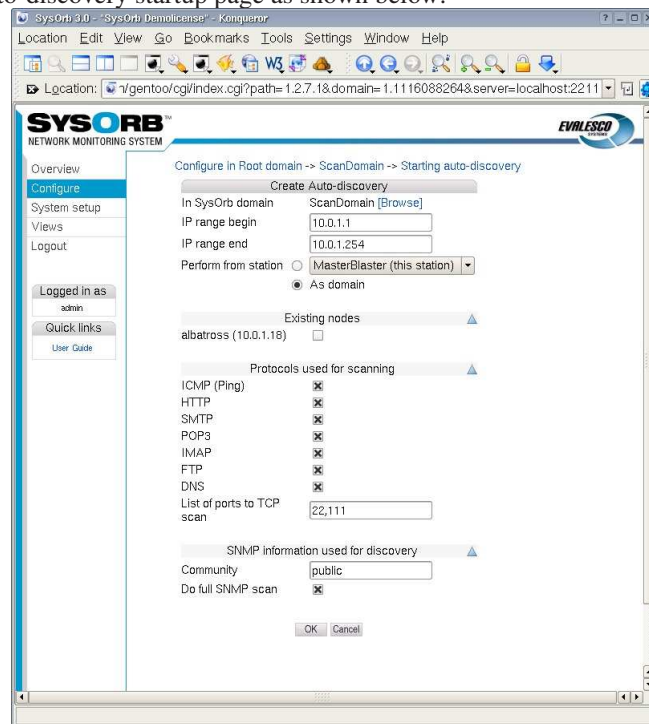 to-discovery startup page as shown below.
SysOrb 3.0 - "SysOrb Demolicense" - Konqueror
Location Edit View Go Bookmarks Tools Settings Window Help
Location: /gentoo/cgi/index.cgi?path=1.2.7.1&domain=1.1116088264&server=localhost:2211
SYSORB™
NETWORK MONITORING SYSTEM
EVALESCO
SYSTEMS
Overview
Configure
System setup
Views
Logout
Logged in as
admin
Quick links
User Guide
Configure in Root domain -> ScanDomain -> Starting auto-discovery
Create Auto-discovery
In SysOrb domain ScanDomain [Browse]
IP range begin 10.0.1.1
IP range end 10.0.1.254
Perform from station MasterBlaster (this station)
As domain
Existing nodes
albatross (10.0.1.18)
Protocols used for scanning
ICMP (Ping)
HTTP
SMTP
POP3
IMAP
FTP
DNS
List of ports to TCP
scan 22,111
SNMP information used for discovery
Community public
Do full SNMP scan
OK Cancel